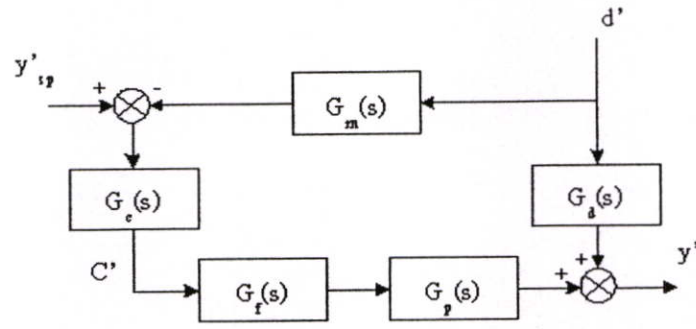 d'
y'sp
+
-
Gm(s)
Gc(s)
Gd(s)
C'
Gf(s)
Gp(s)
+
+
y'